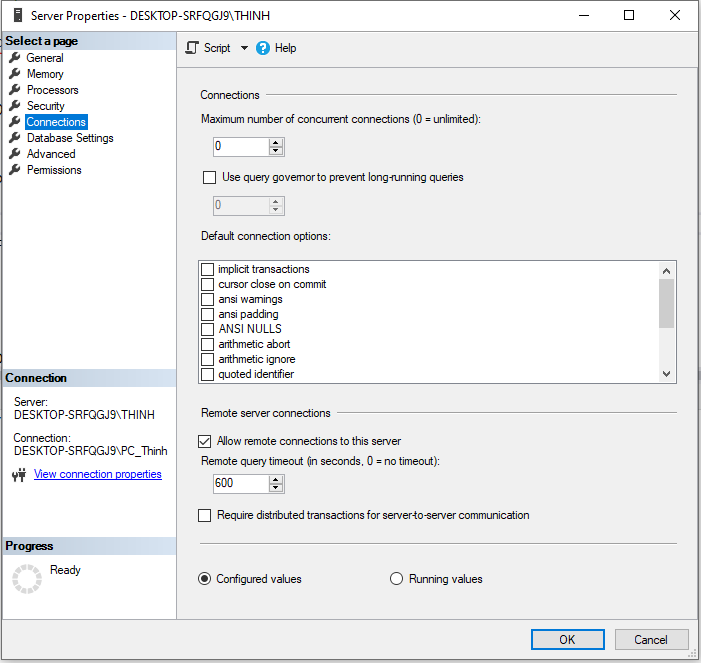 Server Properties - DESKTOP-SRFQGJ9\THINH
Select a page
General
Memory
Processors
Security
Connections
Database Settings
Advanced
Permissions
Connection
Server:
DESKTOP-SRFQGJ9\THINH
Connection:
DESKTOP-SRFQGJ9\PC_Thinh
View connection properties
Progress
Ready
Script
Help
Connections
Maximum number of concurrent connections (0 = unlimited):
0
Use query governor to prevent long-running queries
0
Default connection options:
implicit transactions
cursor close on commit
ansi warnings
ansi padding
ANSI NULLS
arithmetic abort
arithmetic ignore
quoted identifier
Remote server connections
Allow remote connections to this server
Remote query timeout (in seconds, 0 = no timeout):
600
Require distributed transactions for server-to-server communication
Configured values
Running values
OK
Cancel